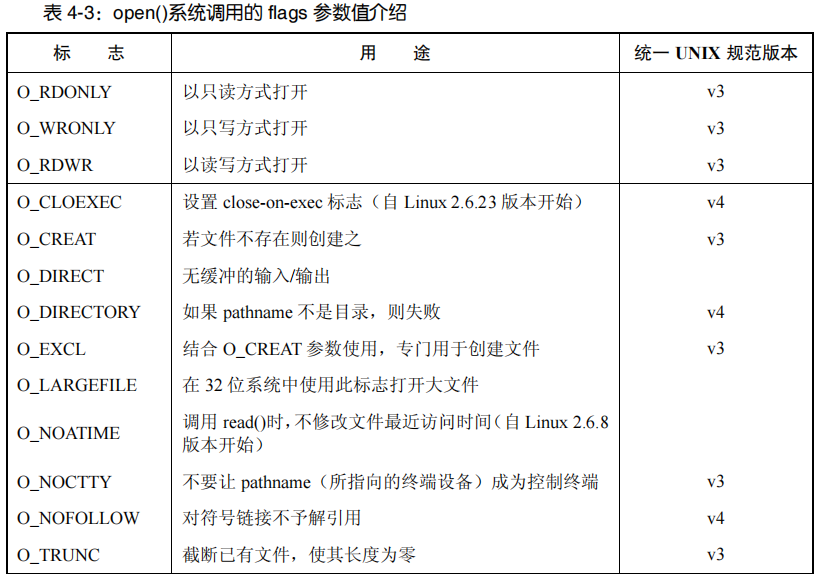 表 4-3：open()系统调用的 flags 参数值介绍
标 志 用 途 统一 UNIX 规范版本
O_RDONLY 以只读方式打开 v3
O_WRONLY 以只写方式打开 v3
O_RDWR 以读写方式打开 v3
O_CLOEXEC 设置 close-on-exec 标志（自 Linux 2.6.23 版本开始） v4
O_CREAT 若文件不存在则创建之 v3
O_DIRECT 无缓冲的输入/输出
O_DIRECTORY 如果 pathname 不是目录，则失败 v4
O_EXCL 结合 O_CREAT 参数使用，专门用于创建文件 v3
O_LARGEFILE 在 32 位系统中使用此标志打开大文件
O_NOATIME 调用 read()时，不修改文件最近访问时间（自 Linux 2.6.8
版本开始）
O_NOCTTY 不要让 pathname（所指向的终端设备）成为控制终端 v3
O_NOFOLLOW 对符号链接不予解引用 v4
O_TRUNC 截断已有文件，使其长度为零 v3